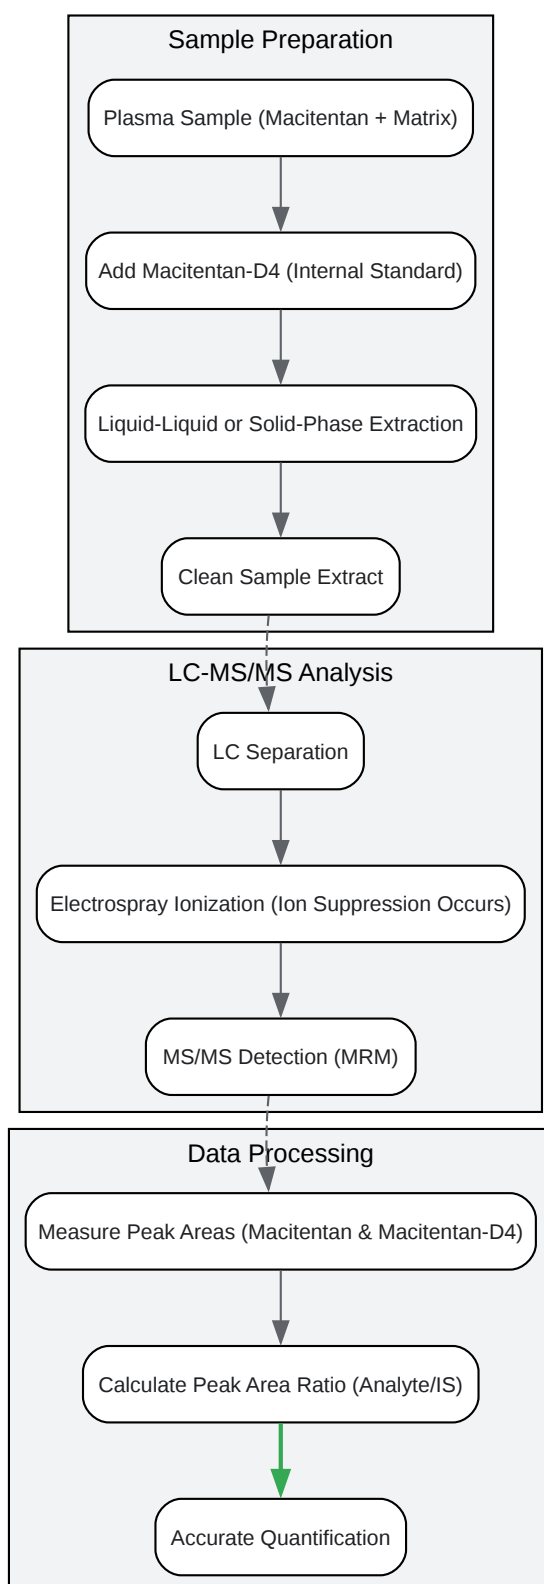 Sample Preparation
Plasma Sample (Macitentan + Matrix)
Add Macitentan-D4 (Internal Standard)
Liquid-Liquid or Solid-Phase Extraction
Clean Sample Extract
LC-MS/MS Analysis
LC Separation
Electrospray Ionization (Ion Suppression Occurs)
MS/MS Detection (MRM)
Data Processing
Measure Peak Areas (Macitentan & Macitentan-D4)
Calculate Peak Area Ratio (Analyte/IS)
Accurate Quantification